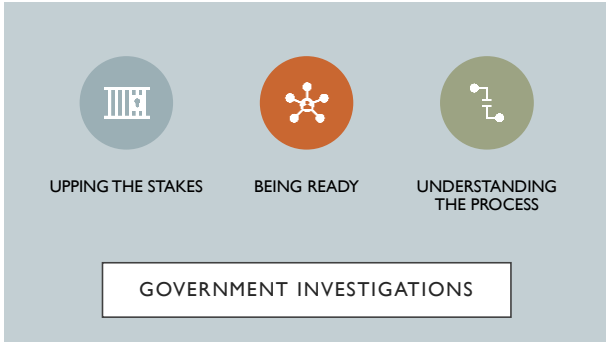 UPPING THE STAKES
BEING READY
UNDERSTANDING
THE PROCESS
GOVERNMENT INVESTIGATIONS